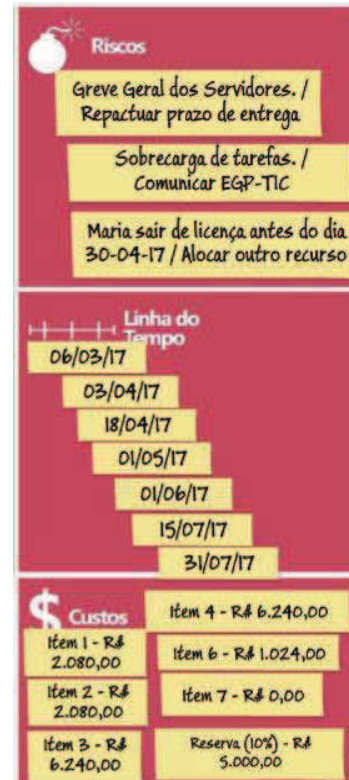 Riscos
Greve Geral dos Servidores. /
Repactuar prazo de entrega
Sobrecarga de tarefas. /
Comunicar EGP-TIC
Maria sair de licença antes do dia
30-04-17 / Alocar outro recurso
Linha do
Tempo
06/03/17
03/04/17
18/04/17
01/05/17
01/06/17
15/07/17
31/07/17
$ Custos
Item 1 - R$
2.080,00
Item 2 - R$
2.080,00
Item 3 - R$
6.240,00
Item 4 - R$ 6.240,00
Item 6 - R$ 1.024,00
Item 7 - R$ 0,00
Reserva (10%) - R$
5.000,00